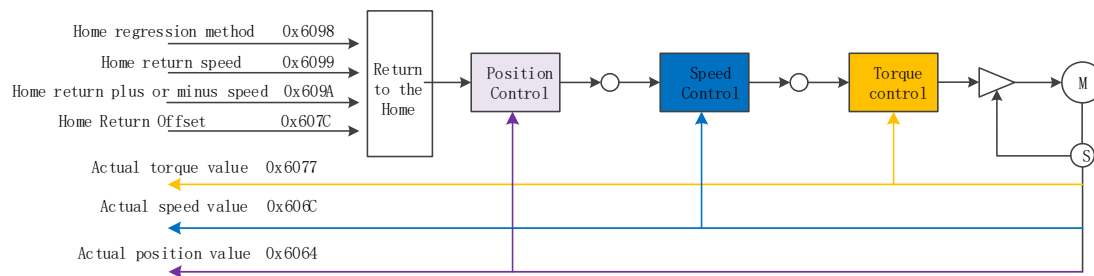 Home regression method 0x6098
Home return speed 0x6099
Home return plus or minus speed 0x609A
Home Return Offset 0x607C
Return
to the
Home
Position
Control
Speed
Control
Torque
control
M
S
Actual torque value 0x6077
Actual speed value 0x606C
Actual position value 0x6064